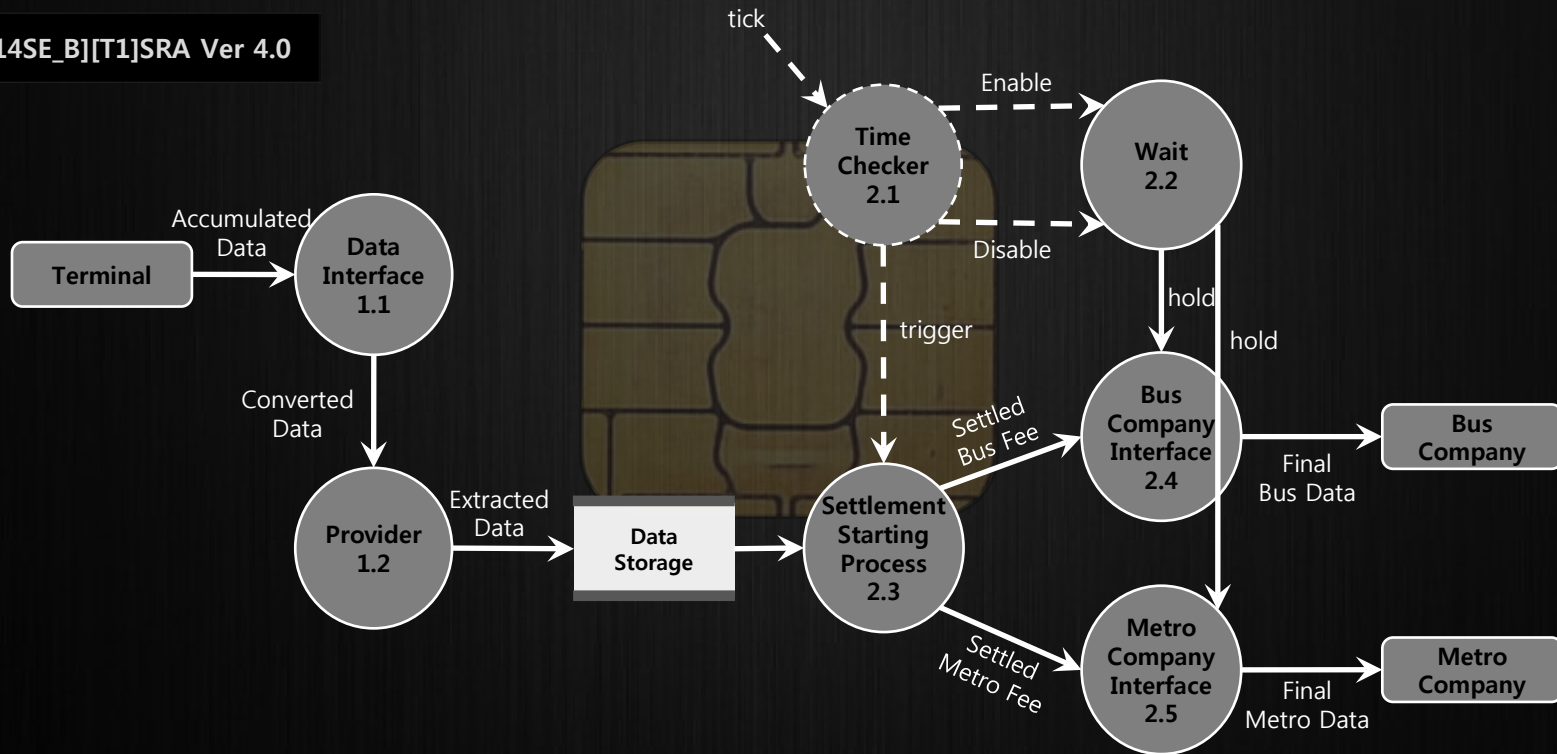 14SE_B][T1]SRA Ver 4.0
tick
Enable
Time
Checker
2.1
Wait
2.2
Disable
Accumulated
Data
Terminal
Data
Interface
1.1
hold
trigger
hold
Converted
Data
Bus
Company
Interface
2.4
Settled
Bus Fee
Bus
Company
Final
Bus Data
Extracted
Data
Provider
1.2
Data
Storage
Settlement
Starting
Process
2.3
Settled
Metro Fee
Metro
Company
Interface
2.5
Metro
Company
Final
Metro Data